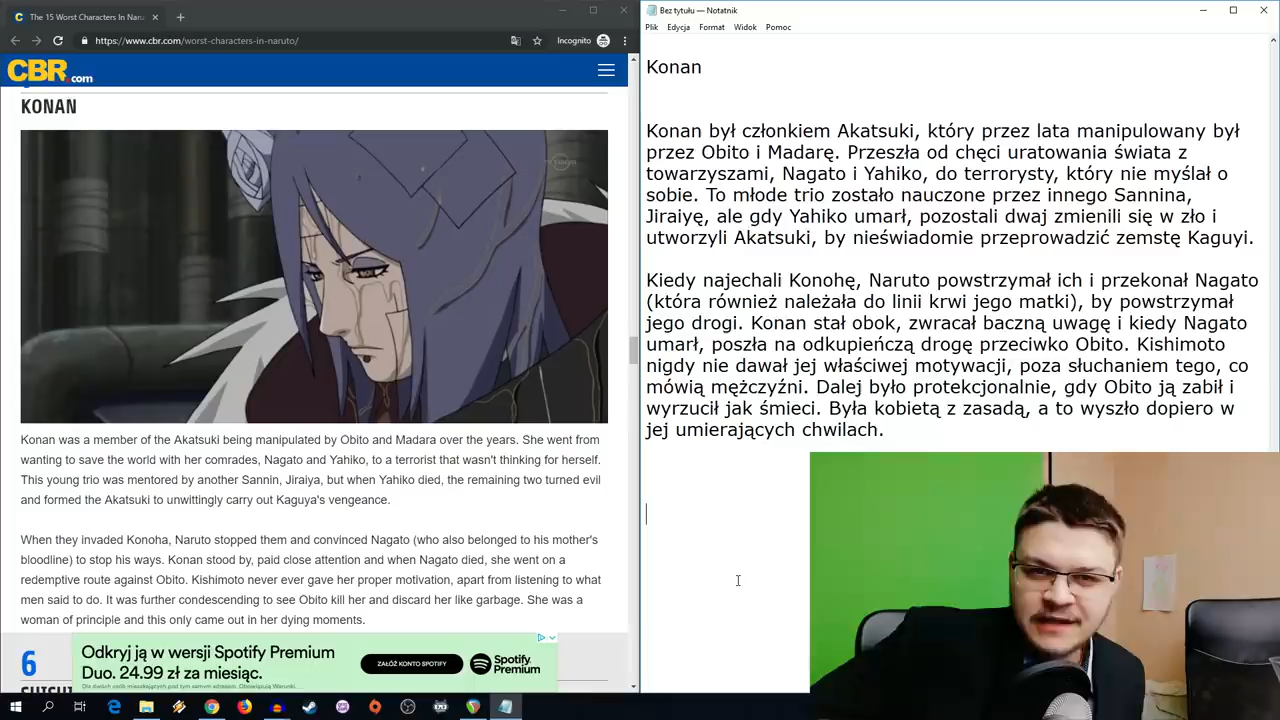 The 15 Worst Characters In Naru
https://www.cbr.com/worst-characters-in-naruto/
Incognito
CBR.com
KONAN
Konan was a member of the Akatsuki being manipulated by Obito and Madara over the years. She went from
wanting to save the world with her comrades, Nagato and Yahiko, to a terrorist that wasn't thinking for herself.
This young trio was mentored by another Sannin, Jiraiya, but when Yahiko died, the remaining two turned evil
and formed the Akatsuki to unwittingly carry out Kaguya's vengeance.
When they invaded Konoha, Naruto stopped them and convinced Nagato (who also belonged to his mother's
bloodline) to stop his ways. Konan stood by, paid close attention and when Nagato died, she went on a
redemptive route against Obito. Kishimoto never ever gave her proper motivation, apart from listening to what
men said to do. It was further condescending to see Obito kill her and discard her like garbage. She was a
woman of principle and this only came out in her dying moments.
6
Odkryj ją w wersji Spotify Premium
Duo. 24.99 zł za miesiąc.
Dla dwóch osób mieszkających pod tym samym adresem. Obowiązują Warunki...
ZAŁÓŻ KONTO SPOTIFY
Spotify Premium
Bez tytułu — Notatnik
Plik Edycja Format Widok Pomoc
Konan
Konan był członkiem Akatsuki, który przez lata manipulowany był
przez Obito i Madarę. Przeszła od chęci uratowania świata z
towarzyszami, Nagato i Yahiko, do terrorysty, który nie myślał o
sobie. To młode trio zostało nauczone przez innego Sannina,
Jiraiyę, ale gdy Yahiko umarł, pozostali dwaj zmienili się w zło i
utworzyli Akatsuki, by nieświadomie przeprowadzić zemstę Kaguyi.
Kiedy najechali Konohę, Naruto powstrzymał ich i przekonał Nagato
(która również należała do linii krwi jego matki), by powstrzymał
jego drogi. Konan stał obok, zwracał baczną uwagę i kiedy Nagato
umarł, poszła na odkupieńczą drogę przeciwko Obito. Kishimoto
nigdy nie dawał jej właściwej motywacji, poza słuchaniem tego, co
mówią mężczyźni. Dalej było protekcjonalnie, gdy Obito ją zabił i
wyrzucił jak śmieci. Była kobietą z zasadą, a to wyszło dopiero w
jej umierających chwilach.